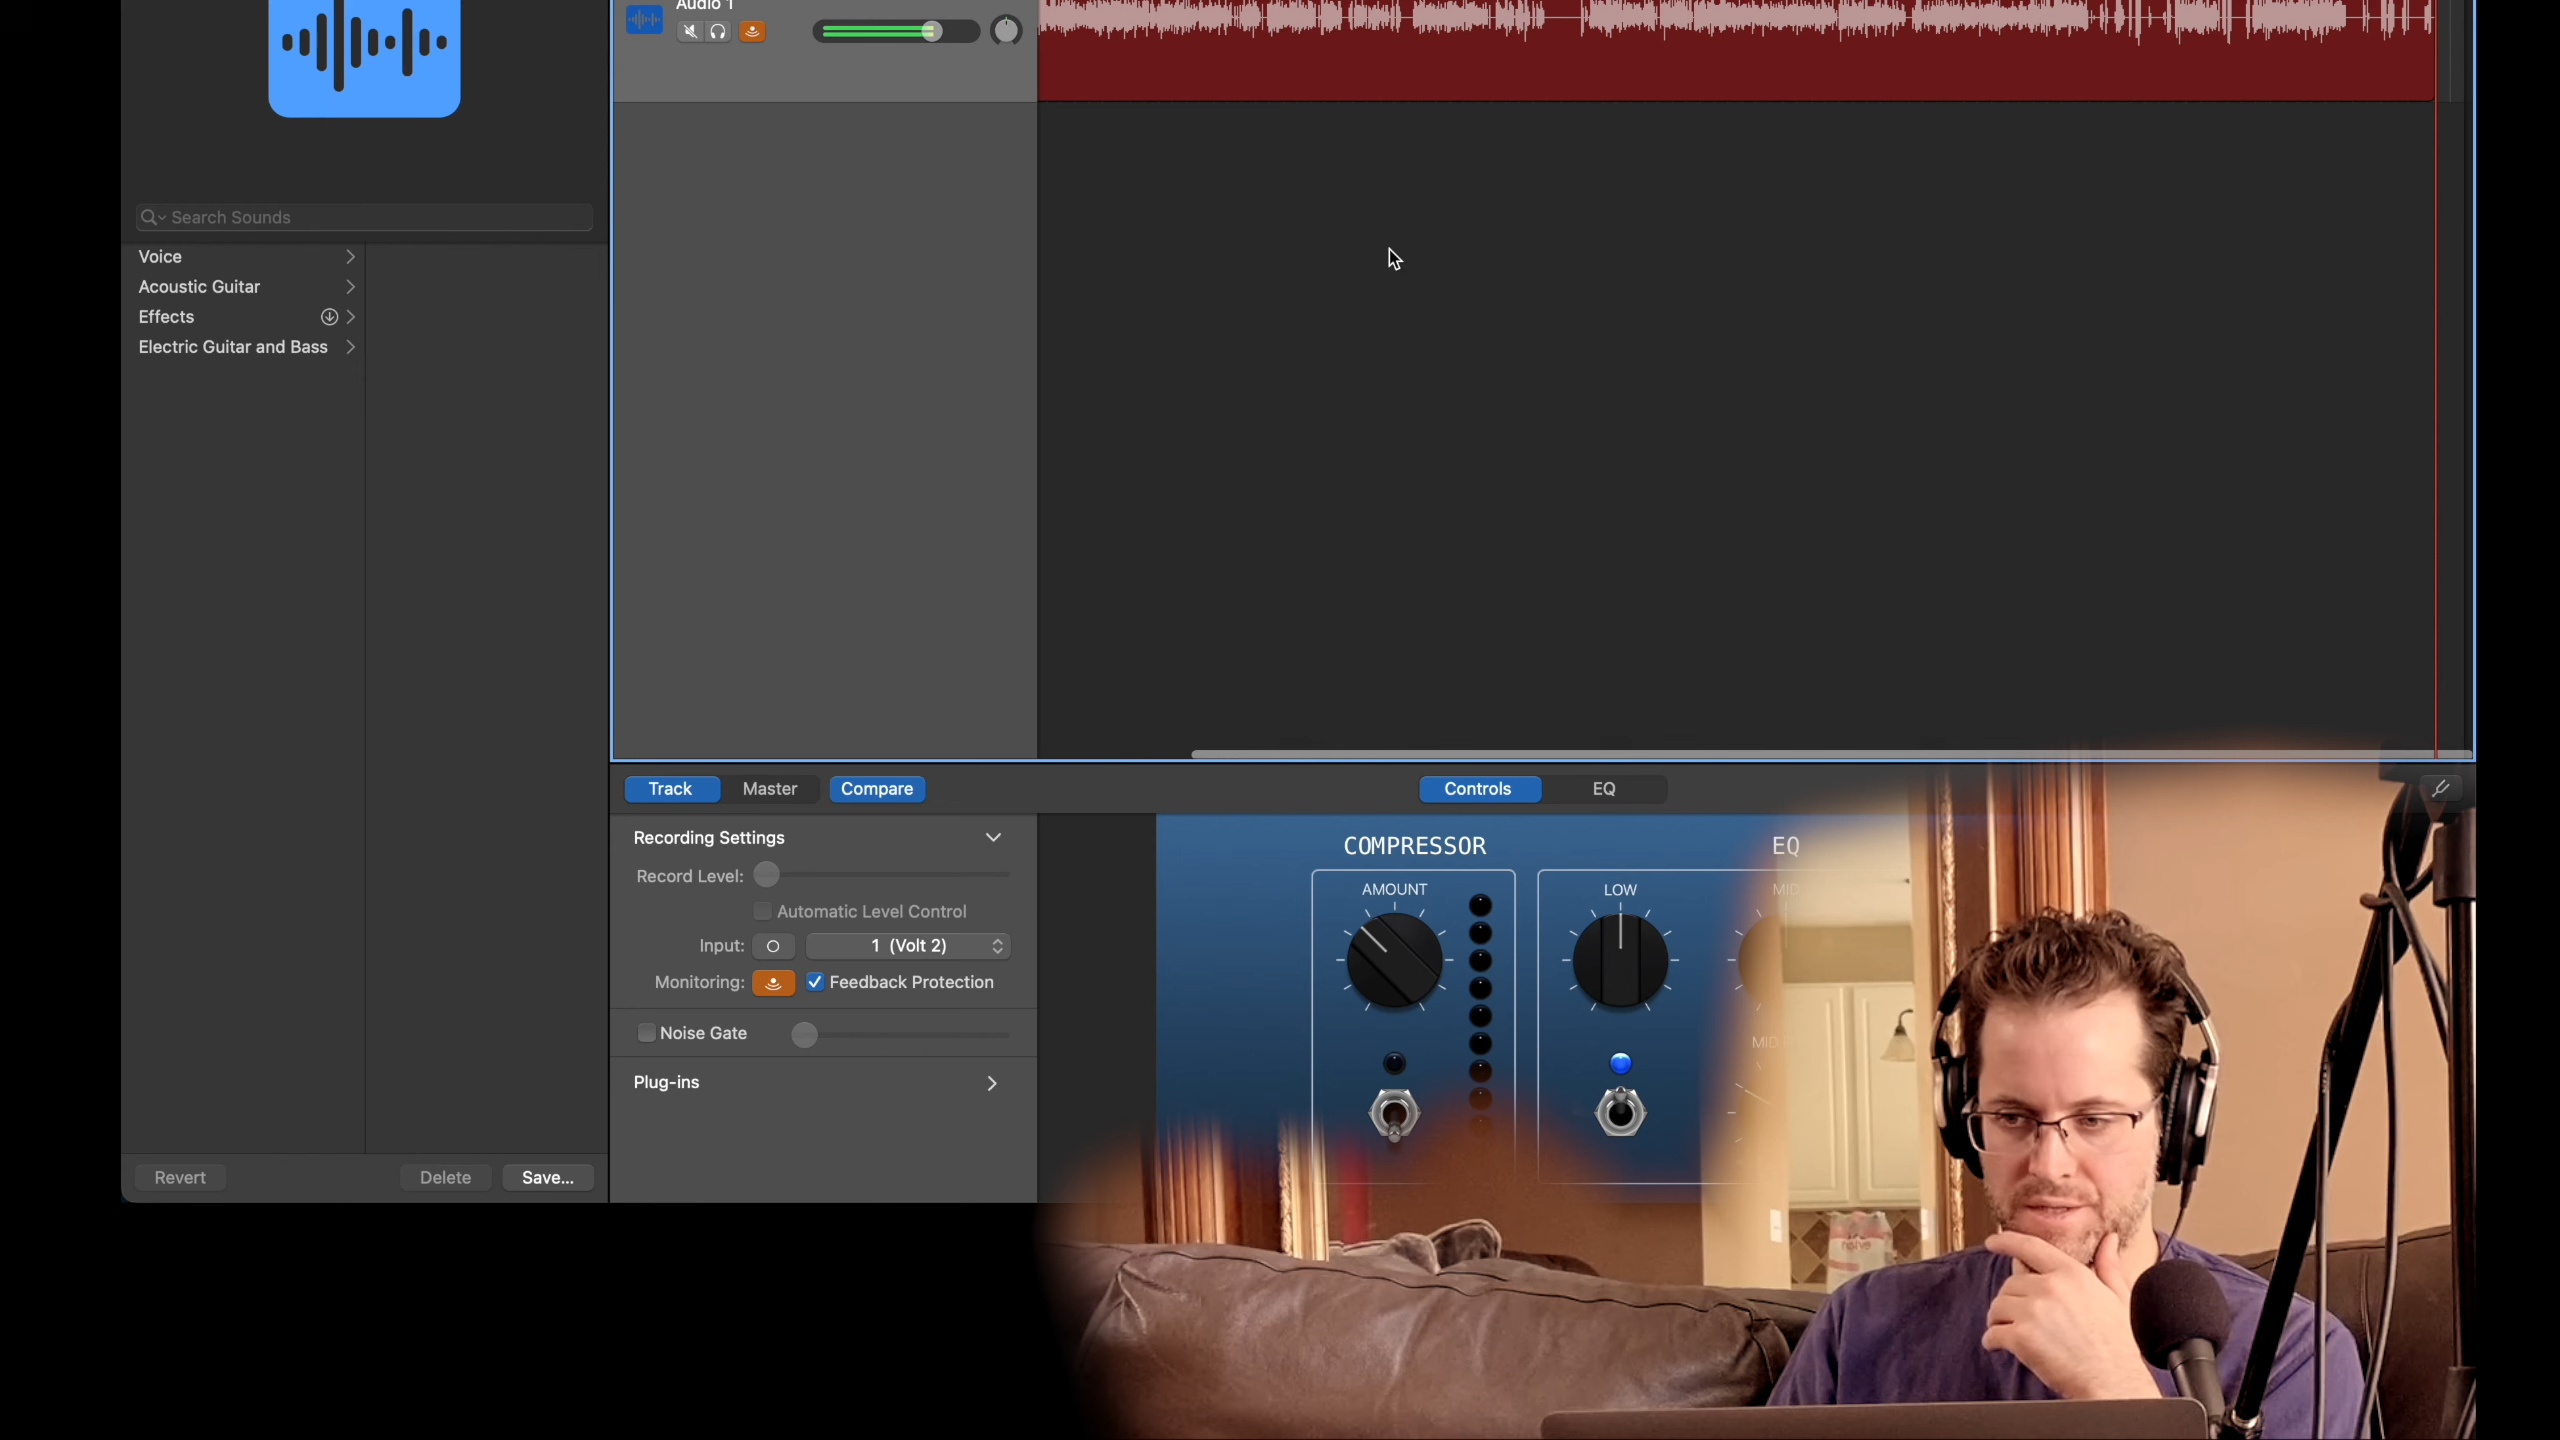 Audio 1
Search Sounds
Voice
Acoustic Guitar
Effects
Electric Guitar and Bass
Track
Master
Compare
Controls
EQ
Recording Settings
Record Level:
Automatic Level Control
Input:
1 (Volt 2)
Monitoring:
Feedback Protection
Noise Gate
Plug-ins
COMPRESSOR
AMOUNT
EQ
LOW
MID
MID
Revert
Delete
Save...